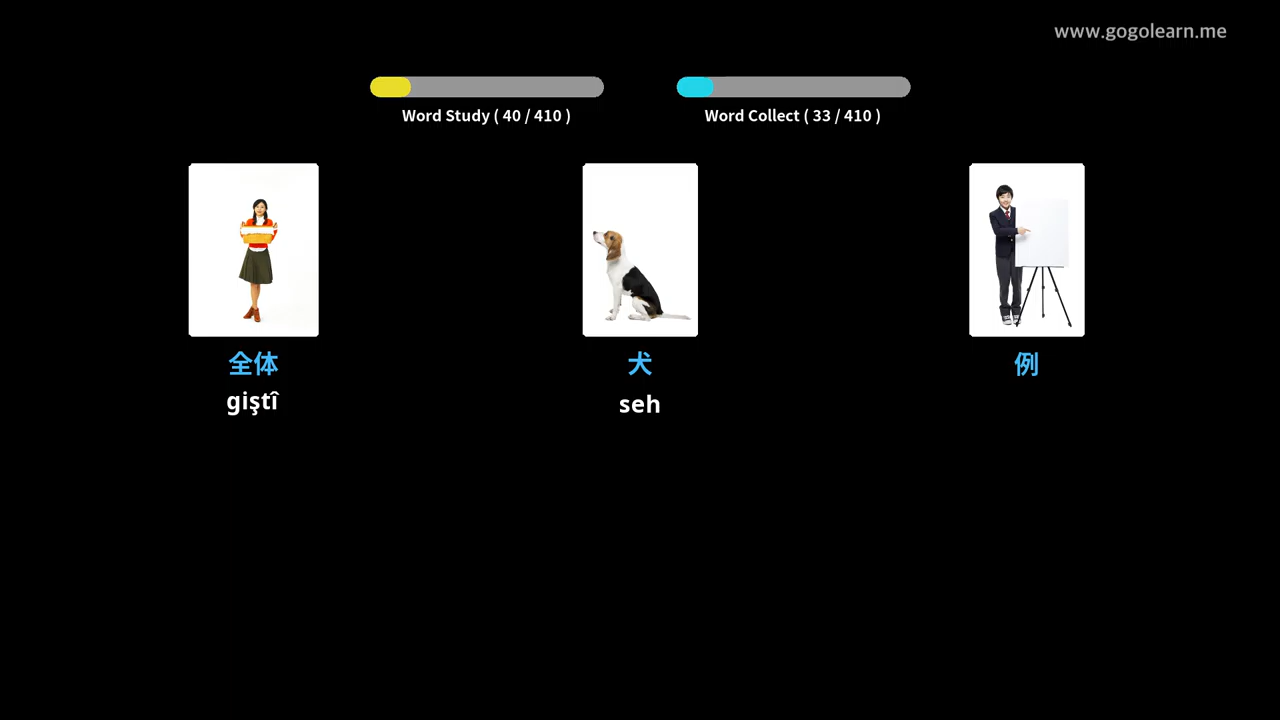 www.gogolearn.me
Word Study ( 40 / 410 )
Word Collect ( 33 / 410 )
全体
giştî
犬
seh
例